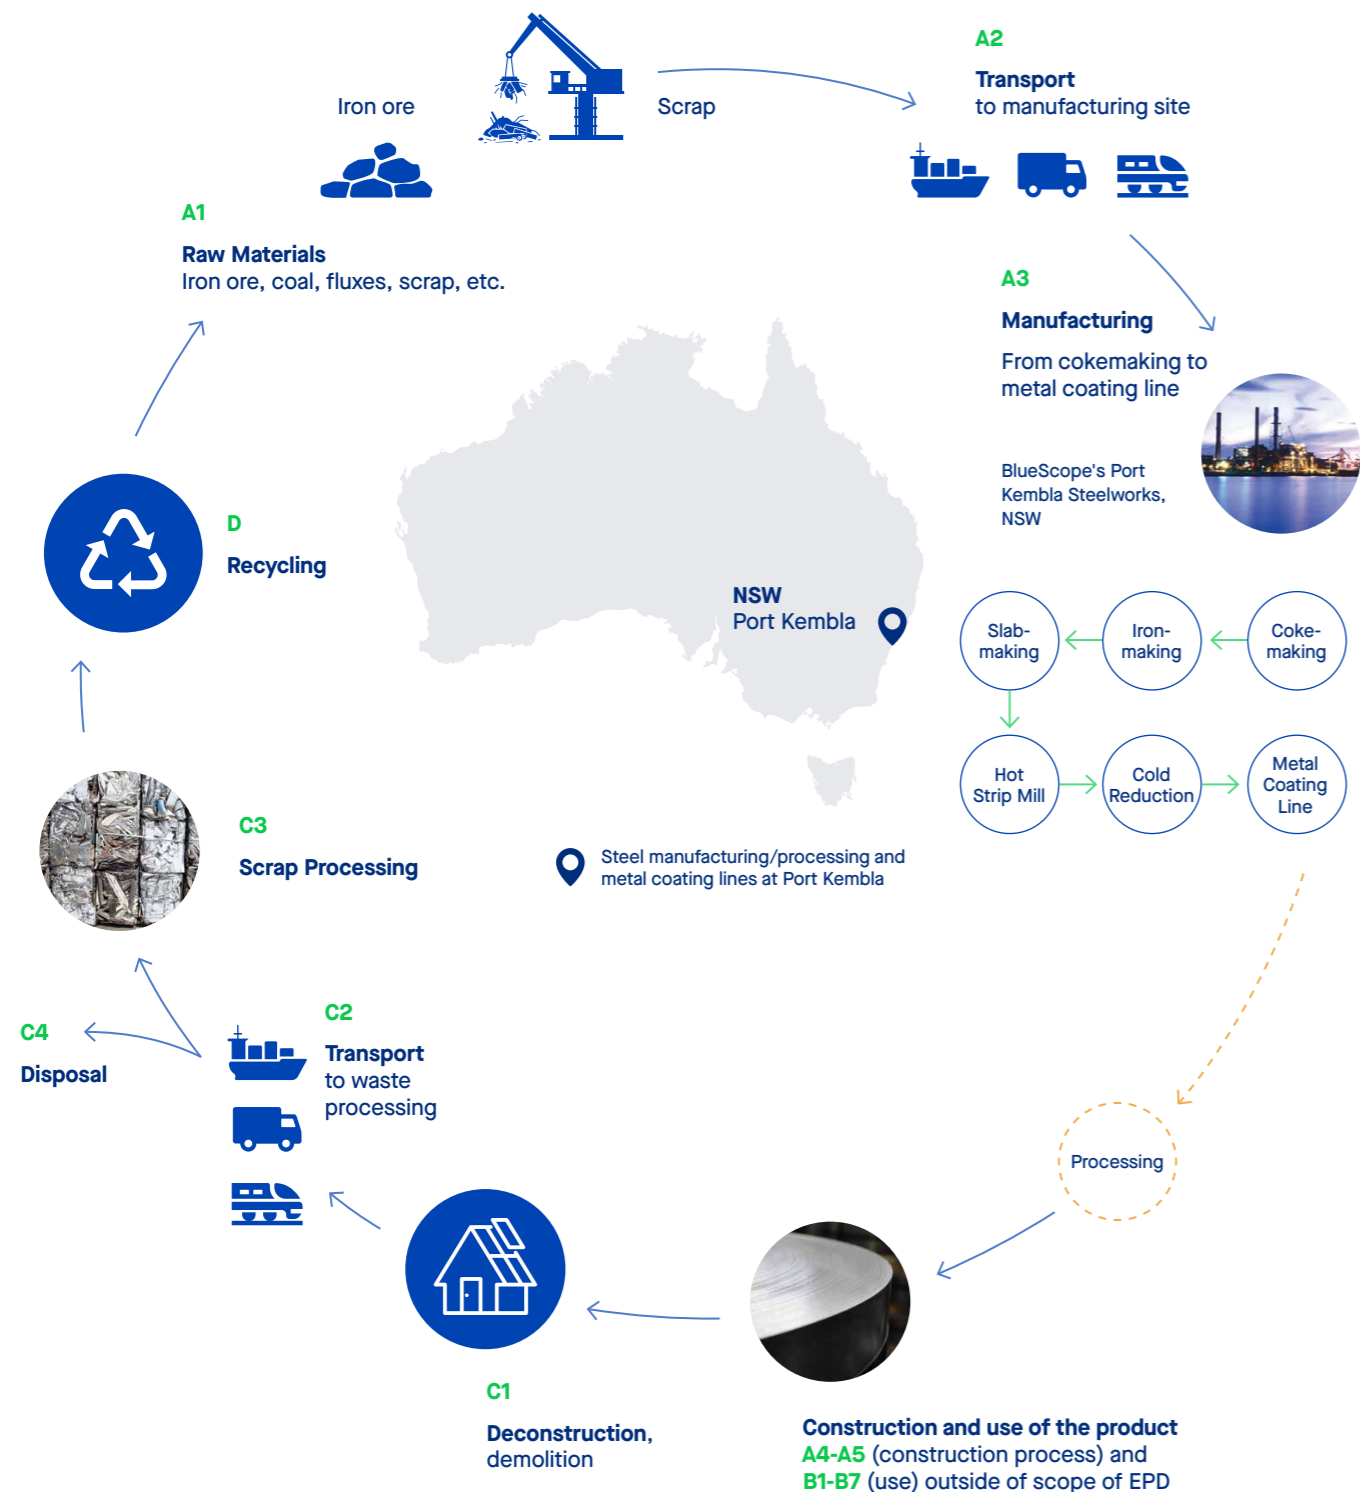 Iron ore
Scrap
A2
Transport
to manufacturing site
A1
Raw Materials
Iron ore, coal, fluxes, scrap, etc.
A3
Manufacturing
From cokemaking to
metal coating line
BlueScope's Port
Kembla Steelworks,
NSW
D
Recycling
NSW
Port Kembla
Slab-
making
Iron-
making
Coke-
making
Hot
Strip Mill
Cold
Reduction
Metal
Coating
Line
C3
Scrap Processing
Steel manufacturing/processing and
metal coating lines at Port Kembla
C4
Disposal
C2
Transport
to waste
processing
Processing
C1
Deconstruction,
demolition
Construction and use of the product
A4-A5 (construction process) and
B1-B7 (use) outside of scope of EPD